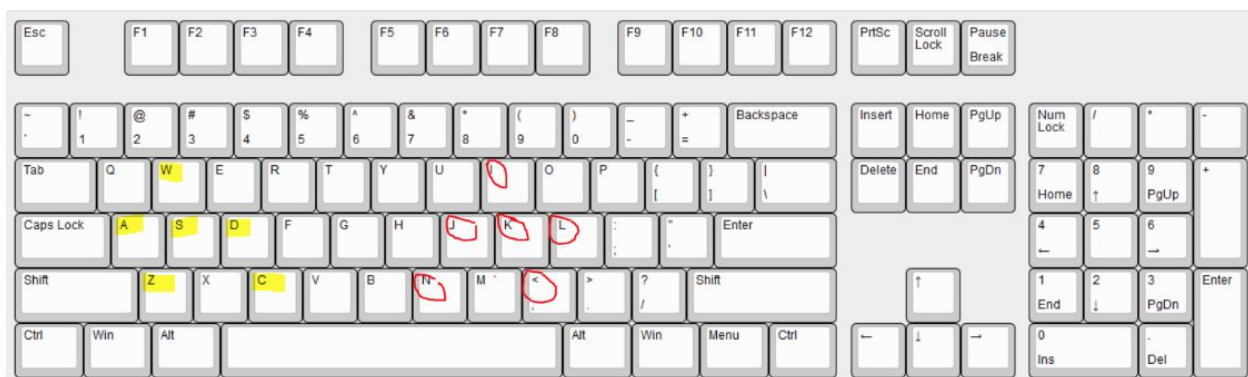 Esc F1 F2 F3 F4 F5 F6 F7 F8 F9 F10 F11 F12 PrtSc Scroll Lock Pause Break
~ ! @ # $ % ^ & * ( ) _ + Backspace Insert Home PgUp Num Lock / * -
` 1 2 3 4 5 6 7 8 9 0 - =
Tab Q W E R T Y U I O P { } | Delete End PgDn 7 8 9 +
[ ] \ Home ↑ PgUp
Caps Lock A S D F G H J K L : " Enter 4 5 6
; ' ← →
Shift Z X C V B N M < > ? Shift ↑ 1 2 3 Enter
, . / End ↓ PgDn
Ctrl Win Alt Alt Win Menu Ctrl ← ↓ → 0 .
Ins Del